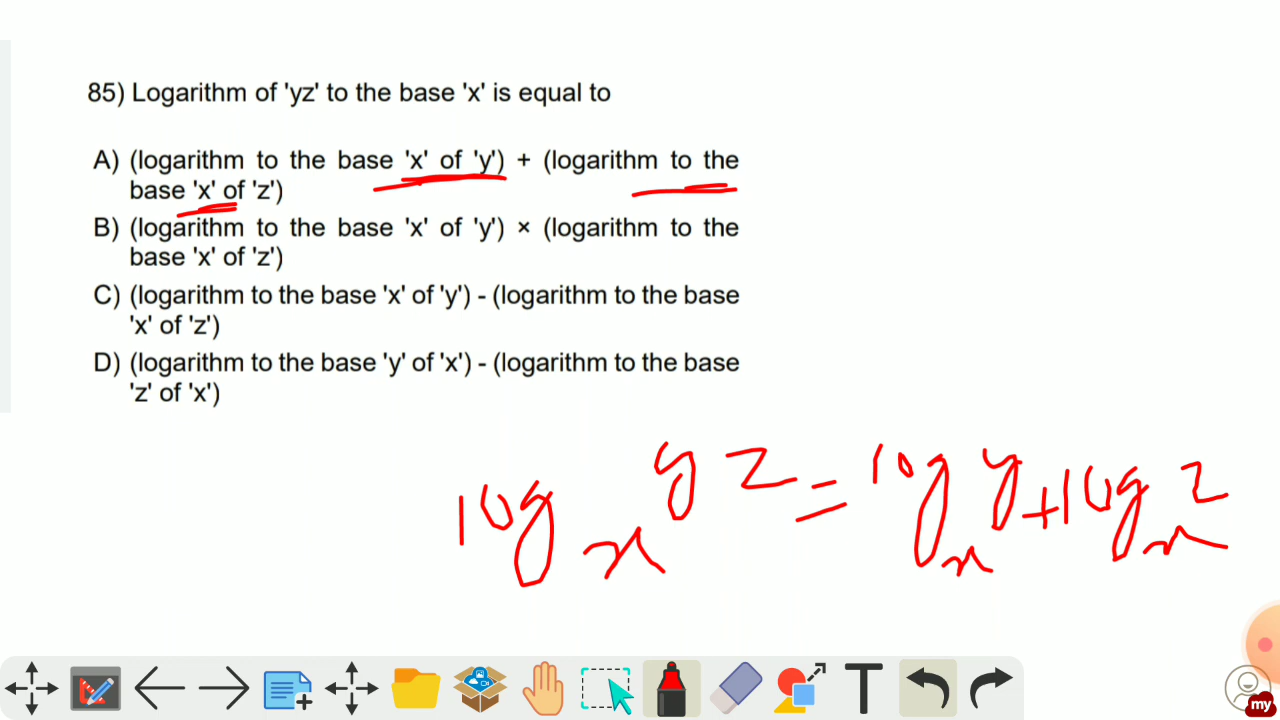 85) Logarithm of 'yz' to the base 'x' is equal to
A) (logarithm to the base 'x' of 'y') + (logarithm to the
base 'x' of 'z')
B) (logarithm to the base 'x' of 'y') × (logarithm to the
base 'x' of 'z')
C) (logarithm to the base 'x' of 'y') - (logarithm to the base
'x' of 'z')
D) (logarithm to the base 'y' of 'x') - (logarithm to the base
'z' of 'x')
log x yz = log x y + log x z
T
my